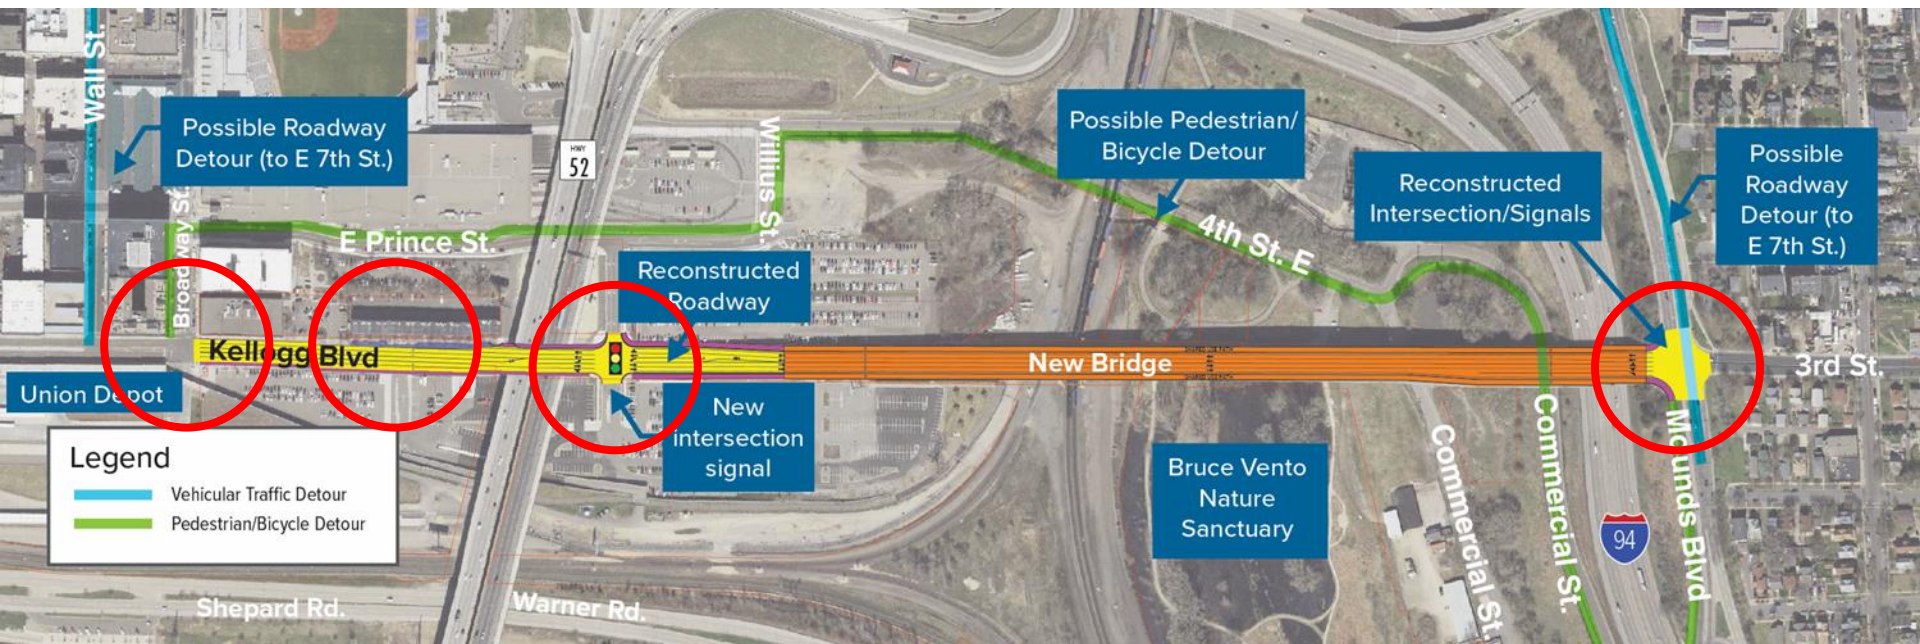 Wall St.
Possible Roadway
Detour (to E 7th St.)
Broadway St.
E Prince St.
HWY
52
Willius St.
Possible Pedestrian/
Bicycle Detour
4th St. E
Reconstructed
Intersection/Signals
Possible
Roadway
Detour (to
E 7th St.)
Reconstructed
Roadway
Kellogg Blvd
New Bridge
3rd St.
Union Depot
New
intersection
signal
Bruce Vento
Nature
Sanctuary
Commercial St.
Commercial St.
94
Mounds Blvd
Legend
Vehicular Traffic Detour
Pedestrian/Bicycle Detour
Shepard Rd.
Warner Rd.